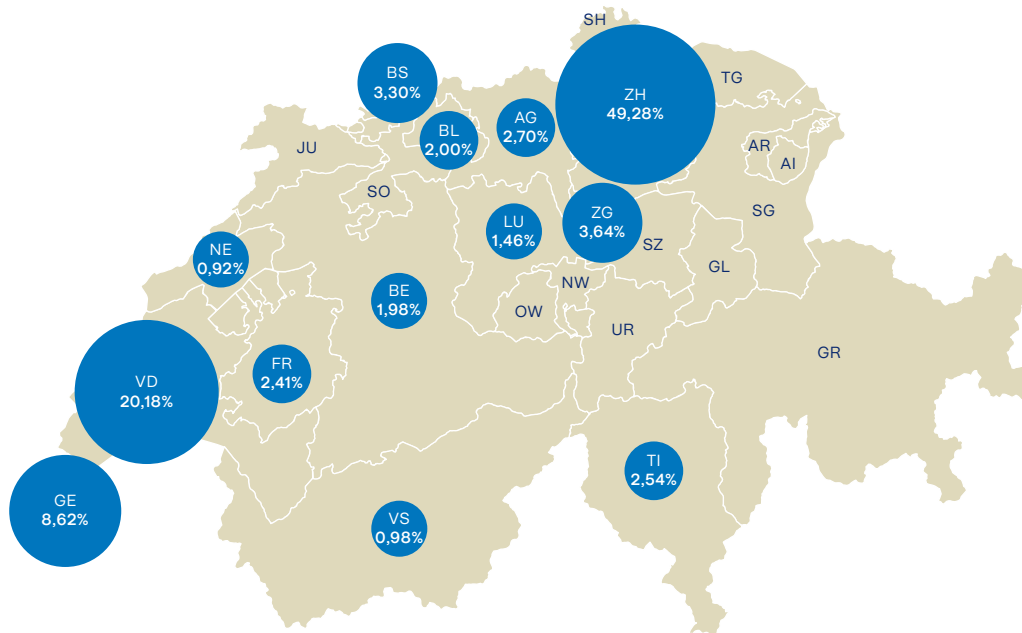 SH
BS
3,30%
ZH
49,28%
TG
AG
2,70%
BL
2,00%
JU
AR
AI
SO
SG
LU
1,46%
ZG
3,64%
SZ
NE
0,92%
GL
NW
BE
1,98%
OW
UR
GR
FR
2,41%
VD
20,18%
TI
2,54%
GE
8,62%
VS
0,98%